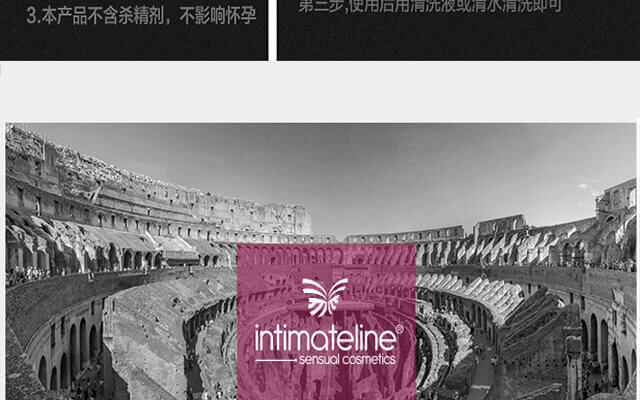 3.本产品不含杀精剂，不影响怀孕
第三步,使用后用清洗液或清水清洗即可
intimateline®
sensual cosmetics